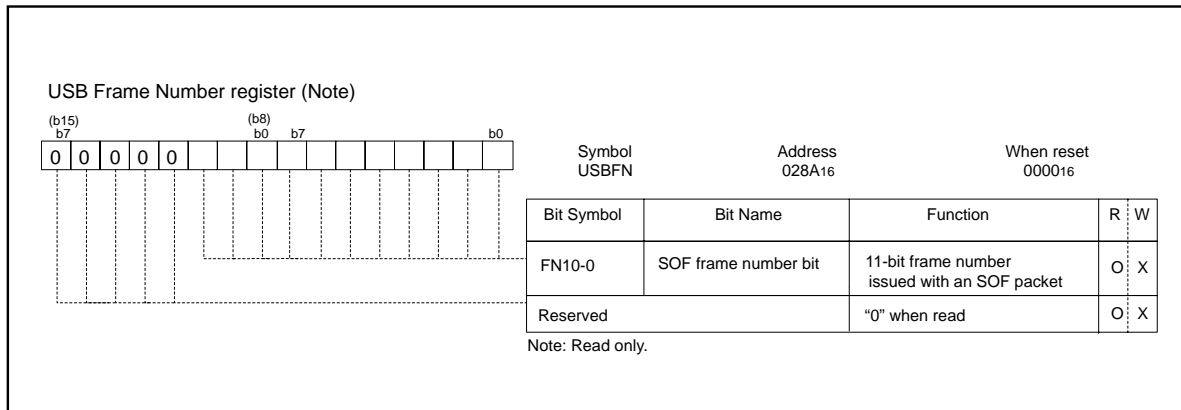 USB Frame Number register (Note)
(b15) (b8)
b7 b0 b7 b0
0 0 0 0 0
Symbol Address When reset
USBFN 028A16 000016
Bit Symbol Bit Name Function R W
FN10-0 SOF frame number bit 11-bit frame number O X
issued with an SOF packet
Reserved “0” when read O X
Note: Read only.